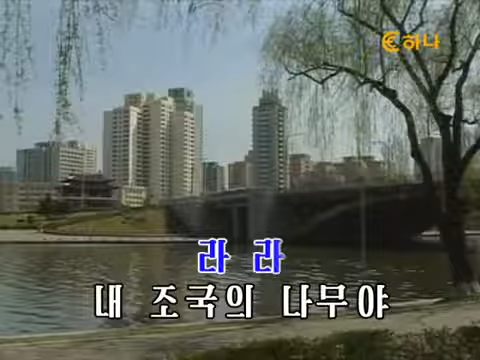 하나
라 라
내 조국의 나무야